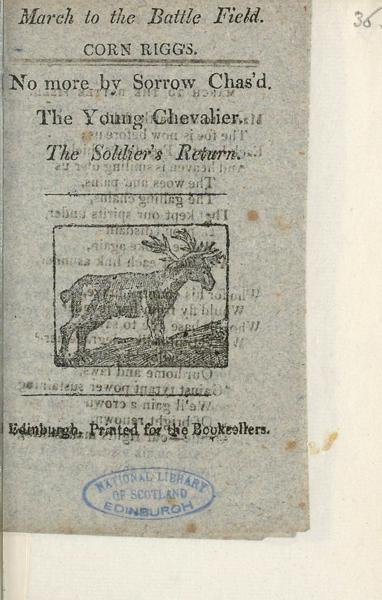 March to the Battle Field.
CORN RIGGS.
No more by Sorrow Chas'd.
The Young Chevalier.
The Soldier's Return.
Edinburgh. Printed for the Booksellers.
NATIONAL LIBRARY
OF SCOTLAND
EDINBURGH